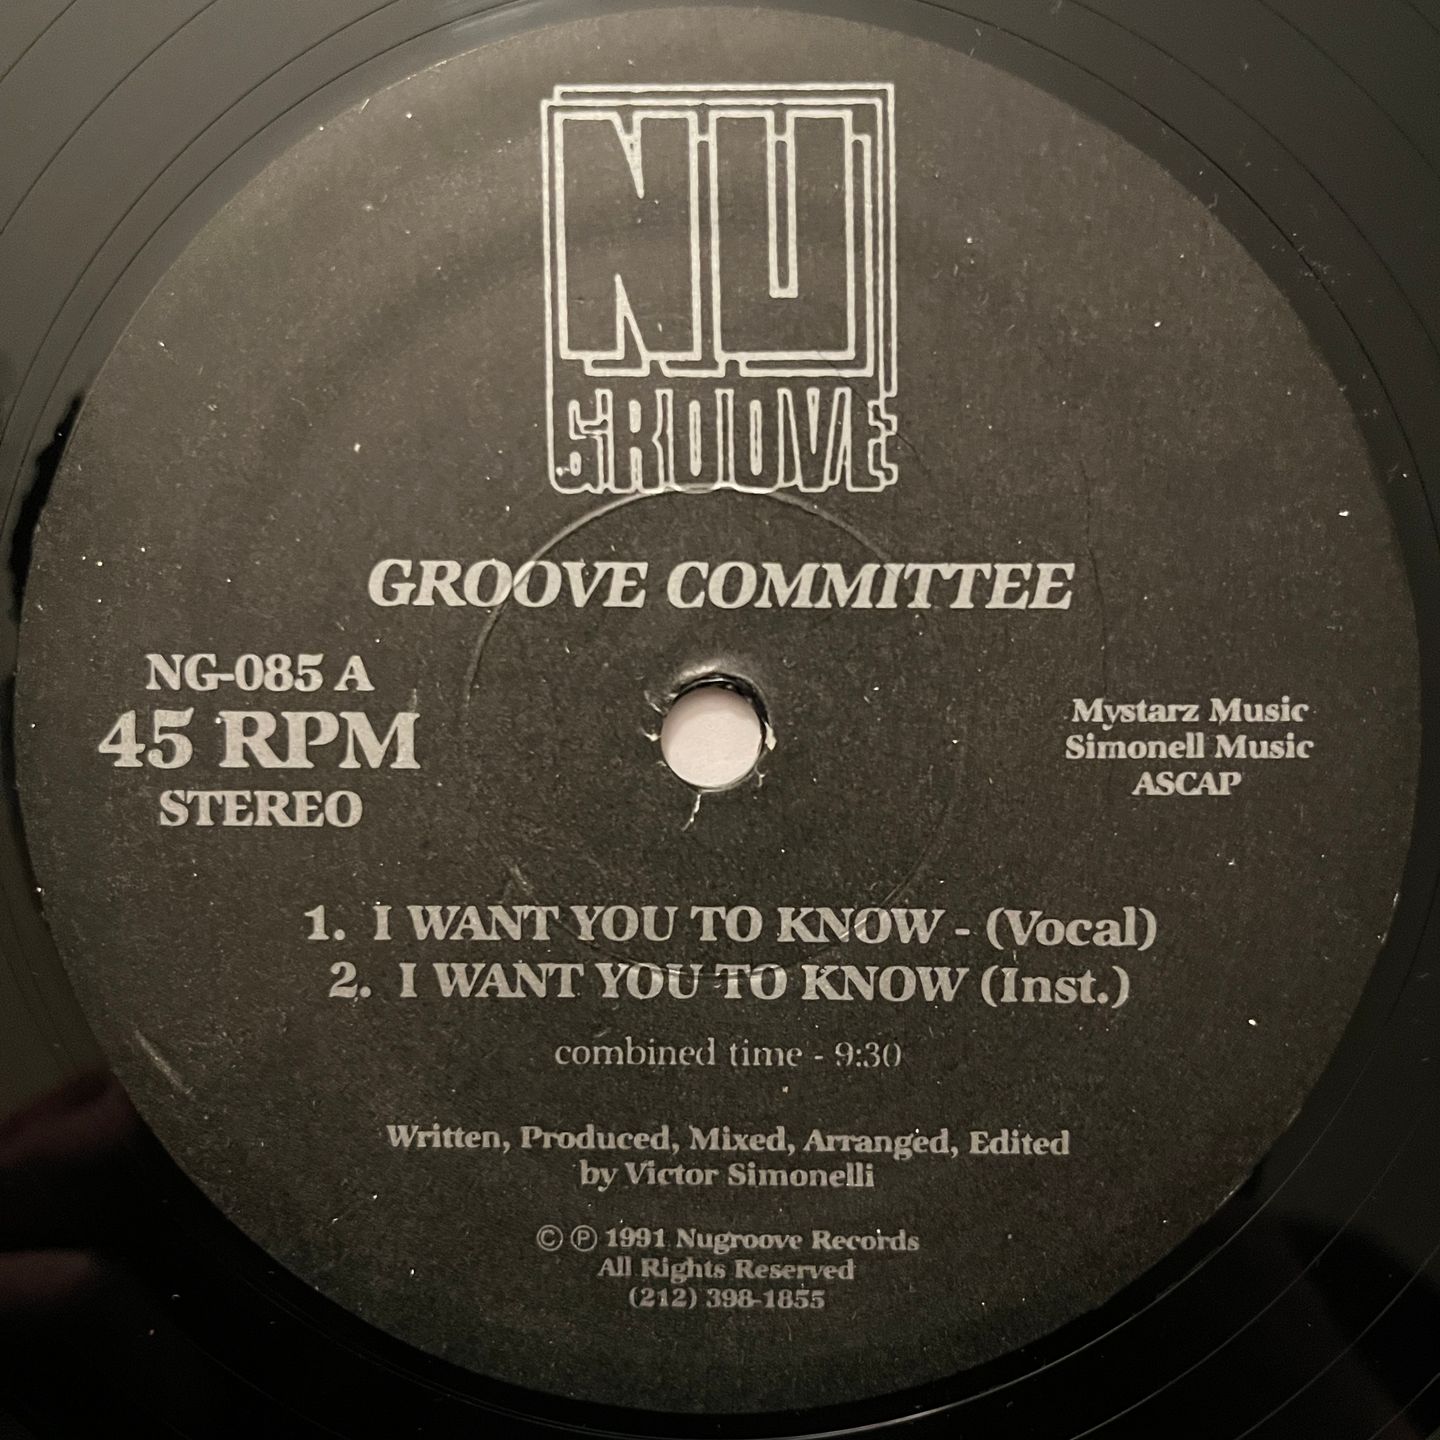 NU
GROOVE
GROOVE COMMITTEE
NG-085 A
45 RPM
STEREO
Mystarz Music
Simonell Music
ASCAP
1. I WANT YOU TO KNOW - (Vocal)
2. I WANT YOU TO KNOW (Inst.)
combined time - 9:30
Written, Produced, Mixed, Arranged, Edited
by Victor Simonelli
© ℗ 1991 Nugroove Records
All Rights Reserved
(212) 398-1855